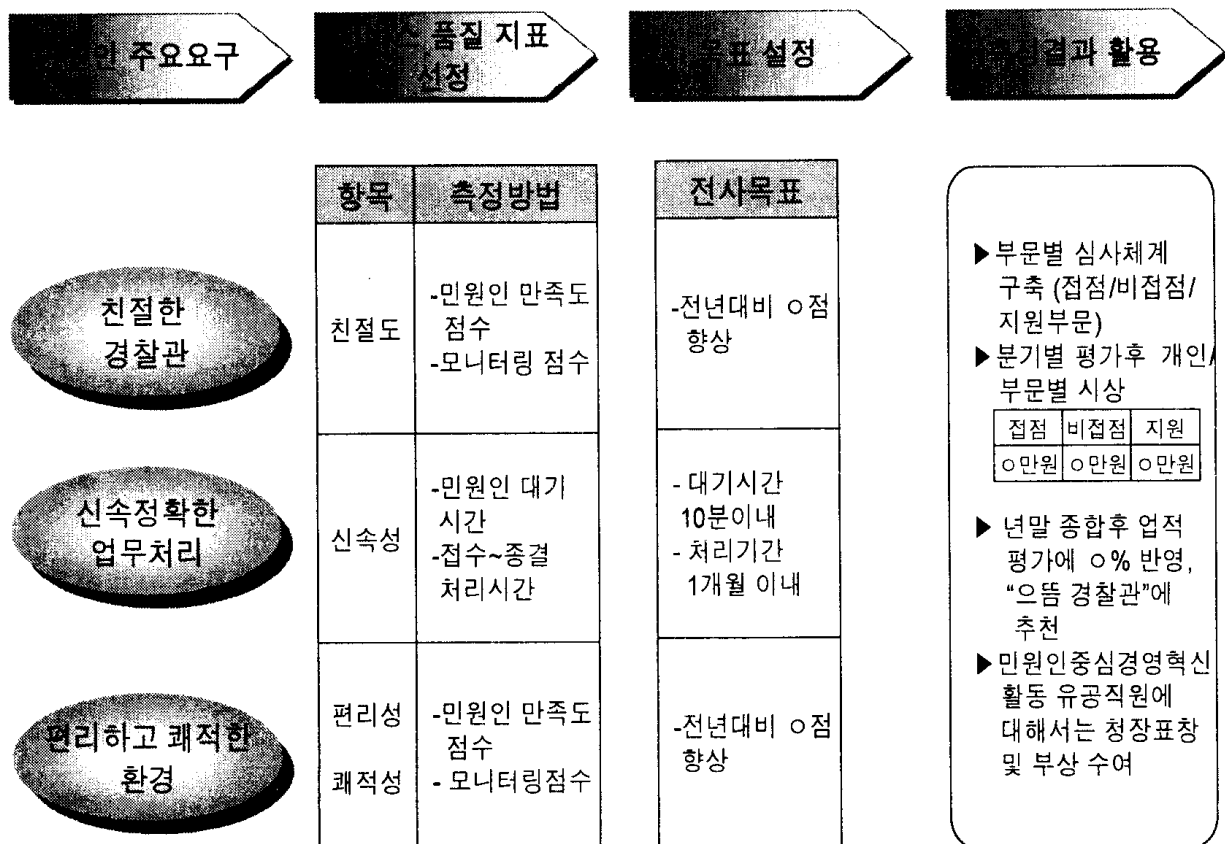 주요요구
품질 지표
선정
표 설정
결과 활용
친절한
경찰관
신속정확한
업무처리
편리하고 쾌적한
환경
항목 측정방법
친절도
-민원인 만족도
점수
-모니터링 점수
신속성
-민원인 대기
시간
-접수~종결
처리시간
편리성
쾌적성
-민원인 만족도
점수
- 모니터링점수
전사목표
-전년대비 ㅇ점
향상
- 대기시간
10분이내
- 처리기간
1개월 이내
-전년대비 ㅇ점
향상
▶부문별 심사체계
구축 (접점/비접점/
지원부문)
▶분기별 평가후 개인/
부문별 시상
접점 비접점 지원
ㅇ만원 ㅇ만원 ㅇ만원
▶ 년말 종합후 업적
평가에 ㅇ% 반영,
“으뜸 경찰관”에
추천
▶민원인중심경영혁신
활동 유공직원에
대해서는 청장표창
및 부상 수여